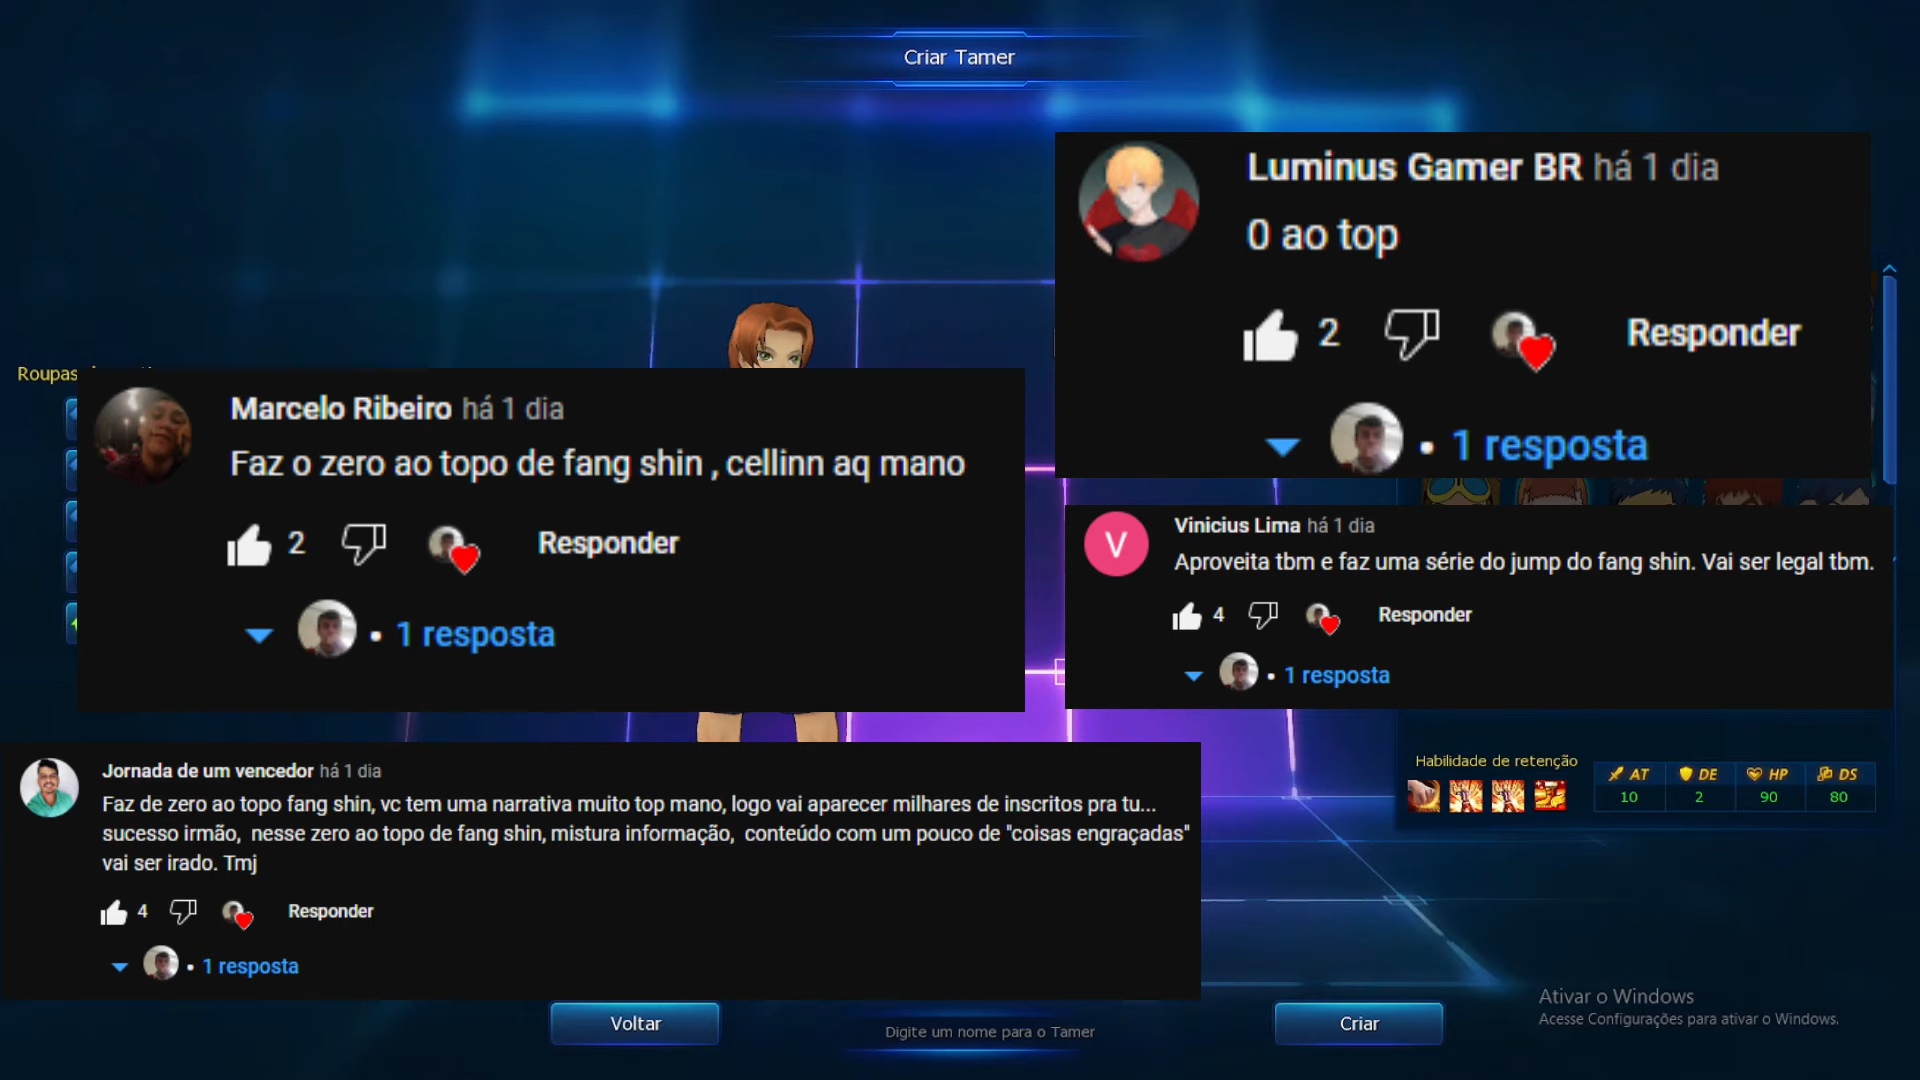 Criar Tamer
Luminus Gamer BR há 1 dia
0 ao top
2 Responder
1 resposta
Roupas
Marcelo Ribeiro há 1 dia
Faz o zero ao topo de fang shin , cellinn aq mano
2 Responder
1 resposta
V
Vinicius Lima há 1 dia
Aproveita tbm e faz uma série do jump do fang shin. Vai ser legal tbm.
4 Responder
1 resposta
Jornada de um vencedor há 1 dia
Faz de zero ao topo fang shin, vc tem uma narrativa muito top mano, logo vai aparecer milhares de inscritos pra tu...
sucesso irmão, nesse zero ao topo de fang shin, mistura informação, conteúdo com um pouco de "coisas engraçadas"
vai ser irado. Tmj
4 Responder
1 resposta
Habilidade de retenção
AT DE HP DS
10 2 90 80
Voltar
Digite um nome para o Tamer
Criar
Ativar o Windows
Acesse Configurações para ativar o Windows.